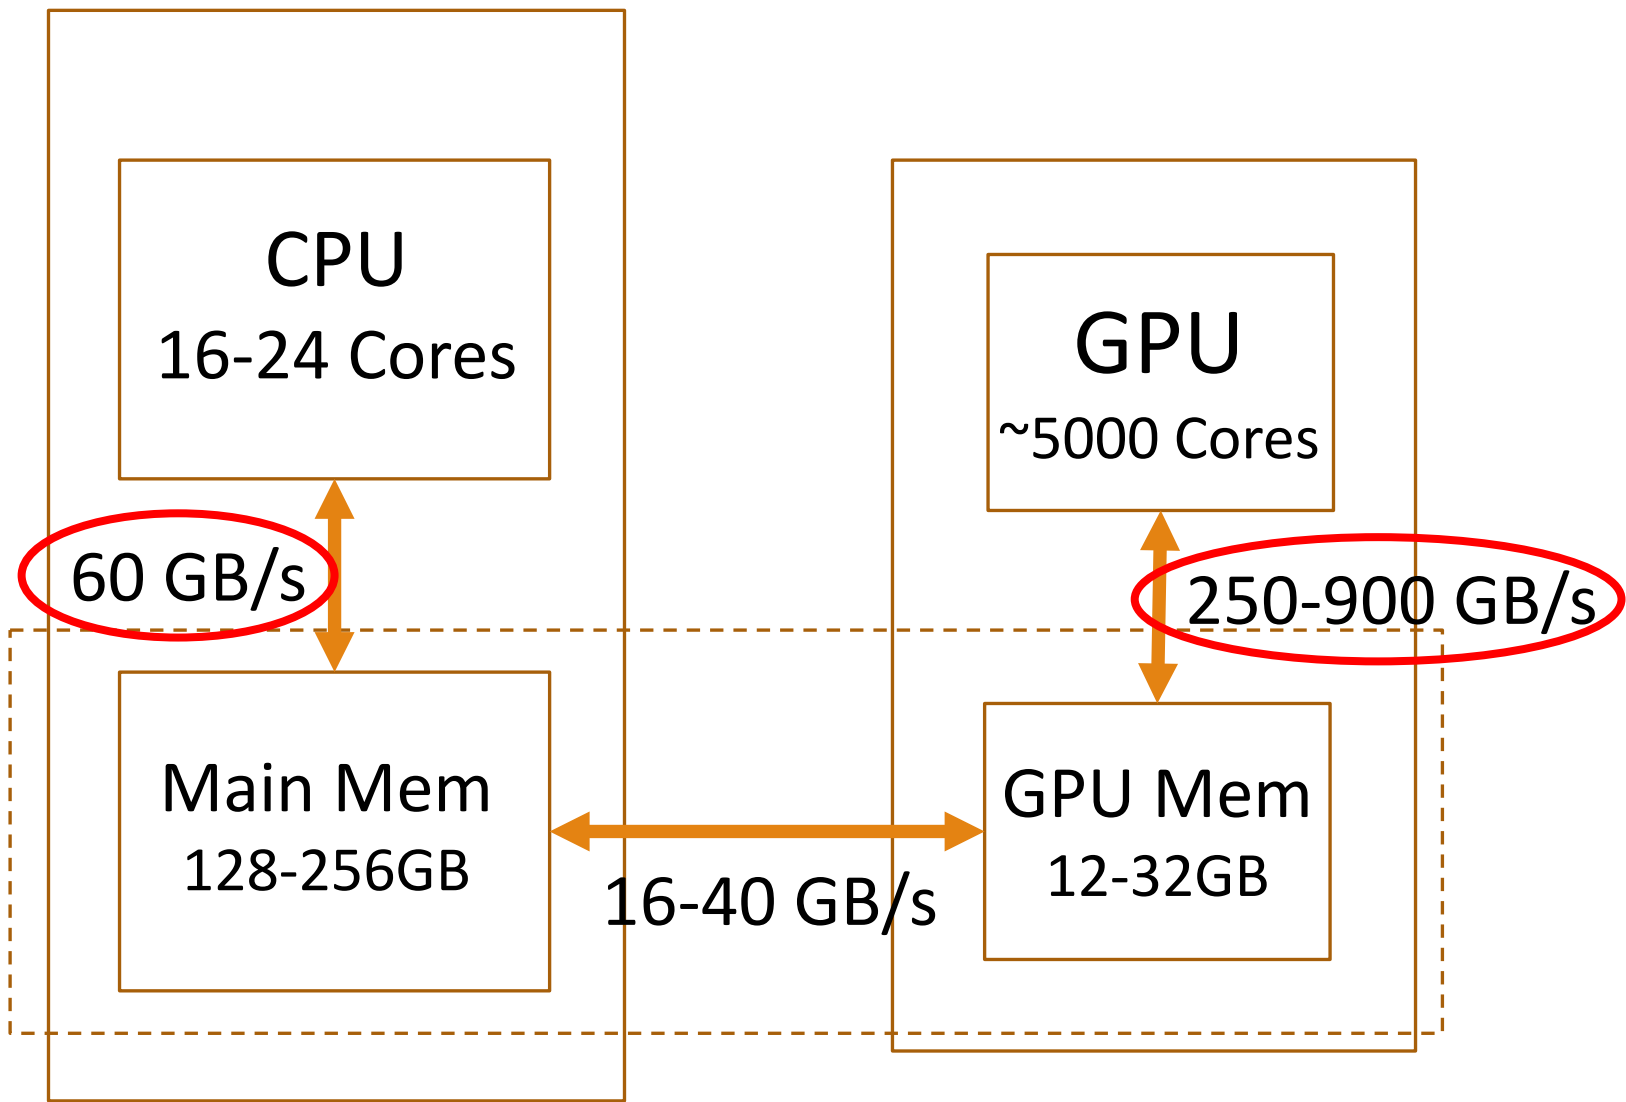 CPU
16-24 Cores
GPU
~5000 Cores
60 GB/s
250-900 GB/s
Main Mem
128-256GB
GPU Mem
12-32GB
16-40 GB/s